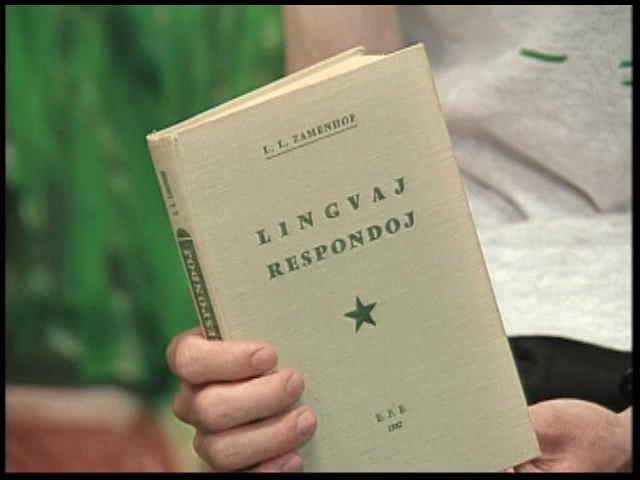 L. L. ZAMENHOF
LINGVAJ
RESPONDOJ
E. F. E.
1962